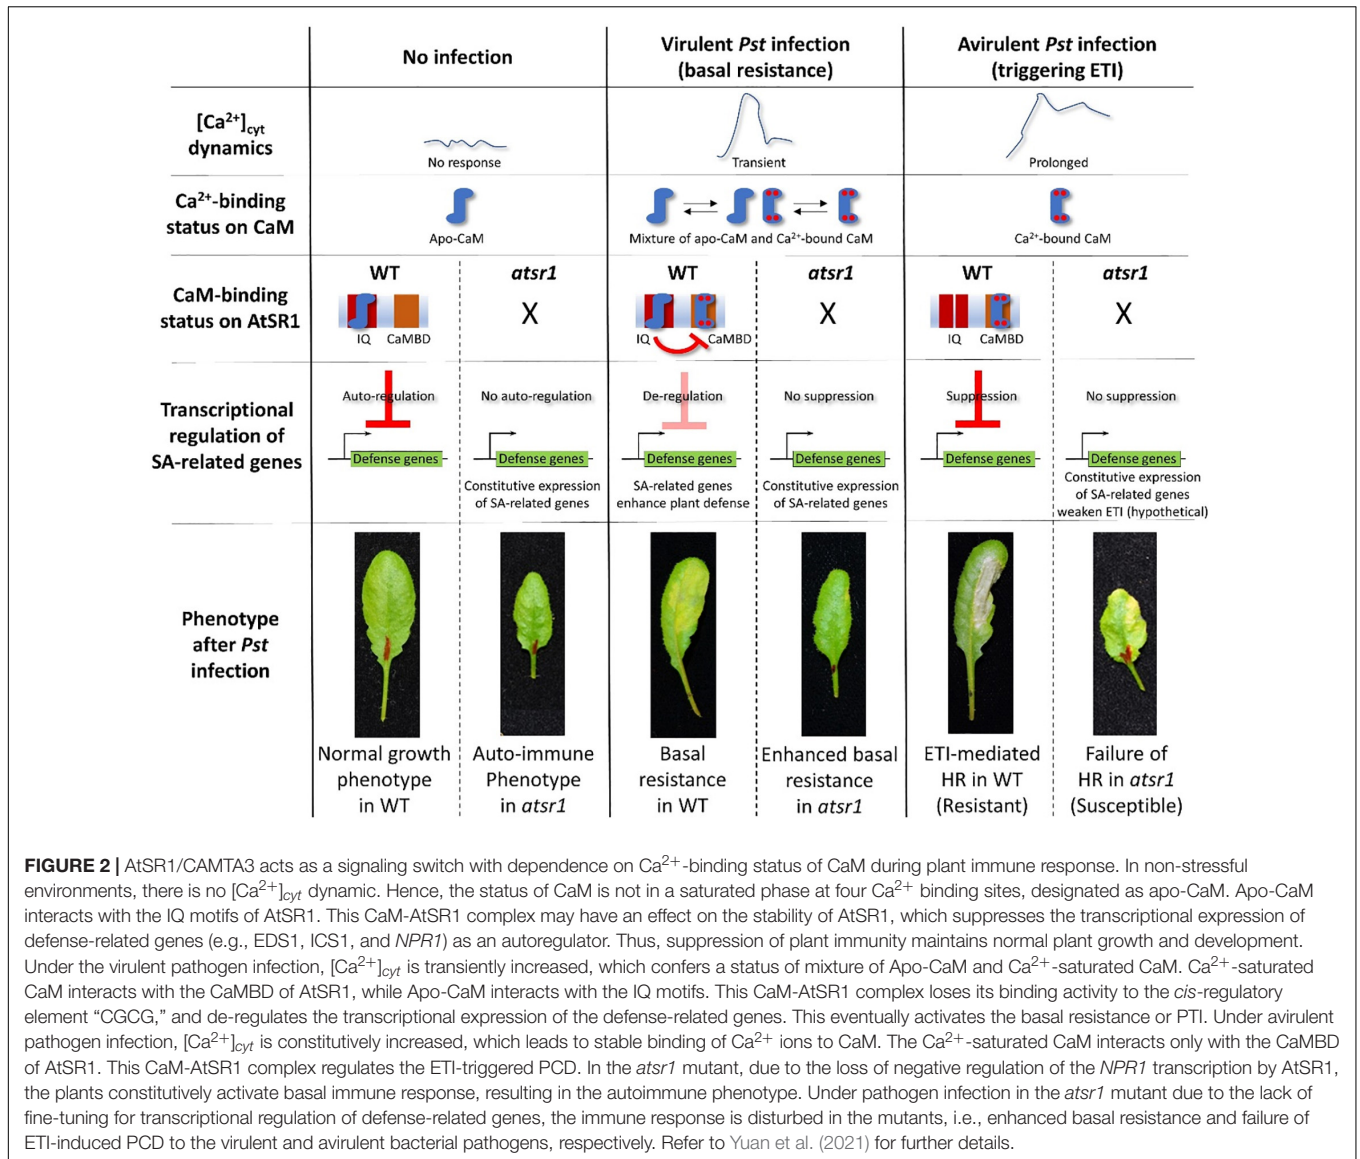 No infection
Virulent Pst infection
(basal resistance)
Avirulent Pst infection
(triggering ETI)
[Ca²⁺]cyt
dynamics
No response
Transient
Prolonged
Ca²⁺-binding
status on CaM
Apo-CaM
Mixture of apo-CaM and Ca²⁺-bound CaM
Ca²⁺-bound CaM
CaM-binding
status on AtSR1
WT
atsr1
WT
atsr1
WT
atsr1
X
X
X
IQ CaMBD
IQ CaMBD
IQ CaMBD
Transcriptional
regulation of
SA-related genes
Auto-regulation
No auto-regulation
De-regulation
No suppression
Suppression
No suppression
Defense genes
Defense genes
Defense genes
Defense genes
Defense genes
Defense genes
Constitutive expression
of SA-related genes
SA-related genes
enhance plant defense
Constitutive expression
of SA-related genes
Constitutive expression
of SA-related genes
weaken ETI (hypothetical)
Phenotype
after Pst
infection
Normal growth
phenotype
in WT
Auto-immune
Phenotype
in atsr1
Basal
resistance
in WT
Enhanced basal
resistance
in atsr1
ETI-mediated
HR in WT
(Resistant)
Failure of
HR in atsr1
(Susceptible)
FIGURE 2 | AtSR1/CAMTA3 acts as a signaling switch with dependence on Ca²⁺-binding status of CaM during plant immune response. In non-stressful
environments, there is no [Ca²⁺]cyt dynamic. Hence, the status of CaM is not in a saturated phase at four Ca²⁺ binding sites, designated as apo-CaM. Apo-CaM
interacts with the IQ motifs of AtSR1. This CaM-AtSR1 complex may have an effect on the stability of AtSR1, which suppresses the transcriptional expression of
defense-related genes (e.g., EDS1, ICS1, and NPR1) as an autoregulator. Thus, suppression of plant immunity maintains normal plant growth and development.
Under the virulent pathogen infection, [Ca²⁺]cyt is transiently increased, which confers a status of mixture of Apo-CaM and Ca²⁺-saturated CaM. Ca²⁺-saturated
CaM interacts with the CaMBD of AtSR1, while Apo-CaM interacts with the IQ motifs. This CaM-AtSR1 complex loses its binding activity to the cis-regulatory
element “CGCG,” and de-regulates the transcriptional expression of the defense-related genes. This eventually activates the basal resistance or PTI. Under avirulent
pathogen infection, [Ca²⁺]cyt is constitutively increased, which leads to stable binding of Ca²⁺ ions to CaM. The Ca²⁺-saturated CaM interacts only with the CaMBD
of AtSR1. This CaM-AtSR1 complex regulates the ETI-triggered PCD. In the atsr1 mutant, due to the loss of negative regulation of the NPR1 transcription by AtSR1,
the plants constitutively activate basal immune response, resulting in the autoimmune phenotype. Under pathogen infection in the atsr1 mutant due to the lack of
fine-tuning for transcriptional regulation of defense-related genes, the immune response is disturbed in the mutants, i.e., enhanced basal resistance and failure of
ETI-induced PCD to the virulent and avirulent bacterial pathogens, respectively. Refer to Yuan et al. (2021) for further details.